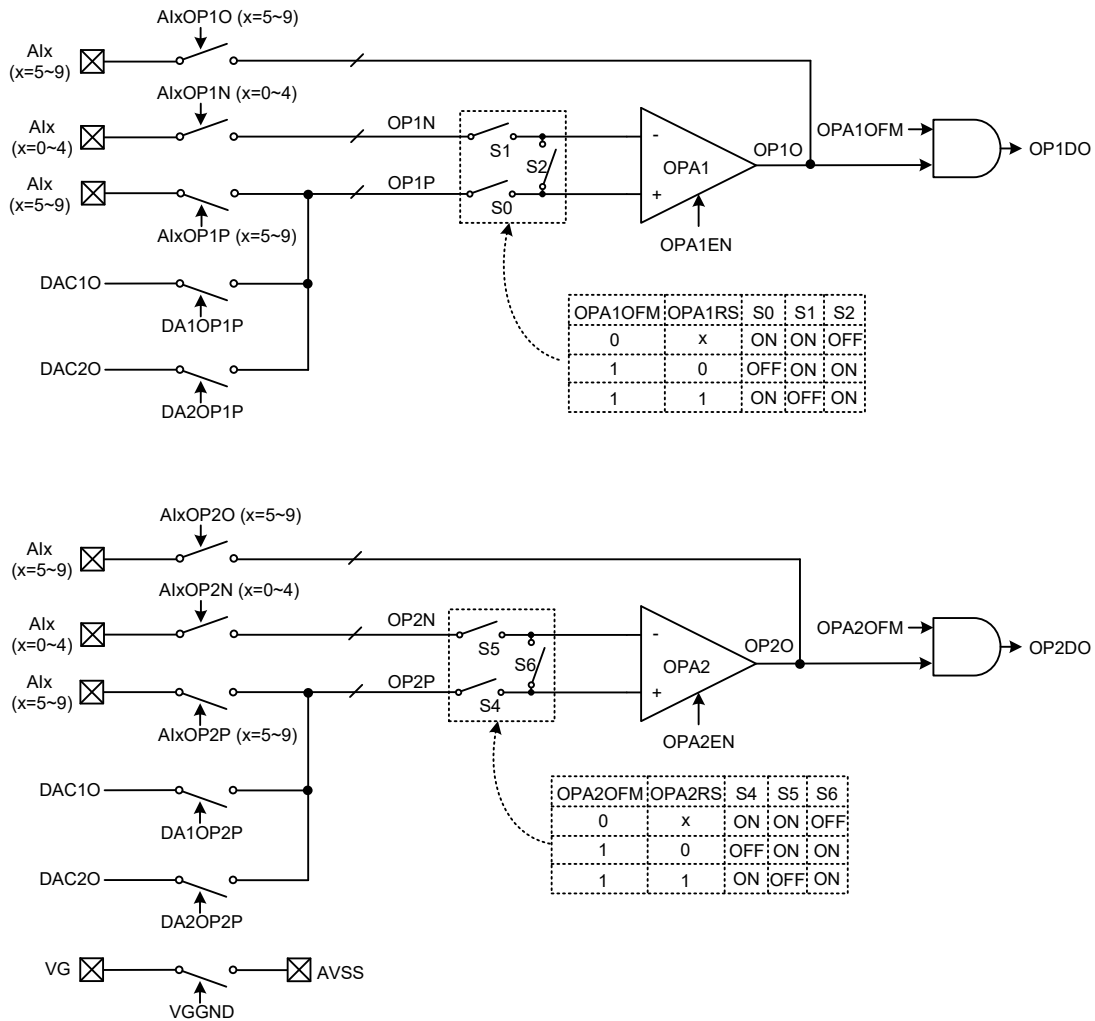 AIxOP1O (x=5~9)
AIx
(x=5~9)
AIxOP1N (x=0~4)
AIx
(x=0~4)
OP1N
S1
S2
-
OPA1
OP1O
OPA1OFM
OP1DO
AIx
(x=5~9)
OP1P
S0
+
AIxOP1P (x=5~9)
OPA1EN
DAC1O
DA1OP1P
DAC2O
DA2OP1P
OPA1OFM OPA1RS S0 S1 S2
0 x ON ON OFF
1 0 OFF ON ON
1 1 ON OFF ON
AIxOP2O (x=5~9)
AIx
(x=5~9)
AIxOP2N (x=0~4)
AIx
(x=0~4)
OP2N
S5
S6
-
OPA2
OP2O
OPA2OFM
OP2DO
AIx
(x=5~9)
OP2P
S4
+
AIxOP2P (x=5~9)
OPA2EN
DAC1O
DA1OP2P
DAC2O
DA2OP2P
OPA2OFM OPA2RS S4 S5 S6
0 x ON ON OFF
1 0 OFF ON ON
1 1 ON OFF ON
VG
AVSS
VGGND